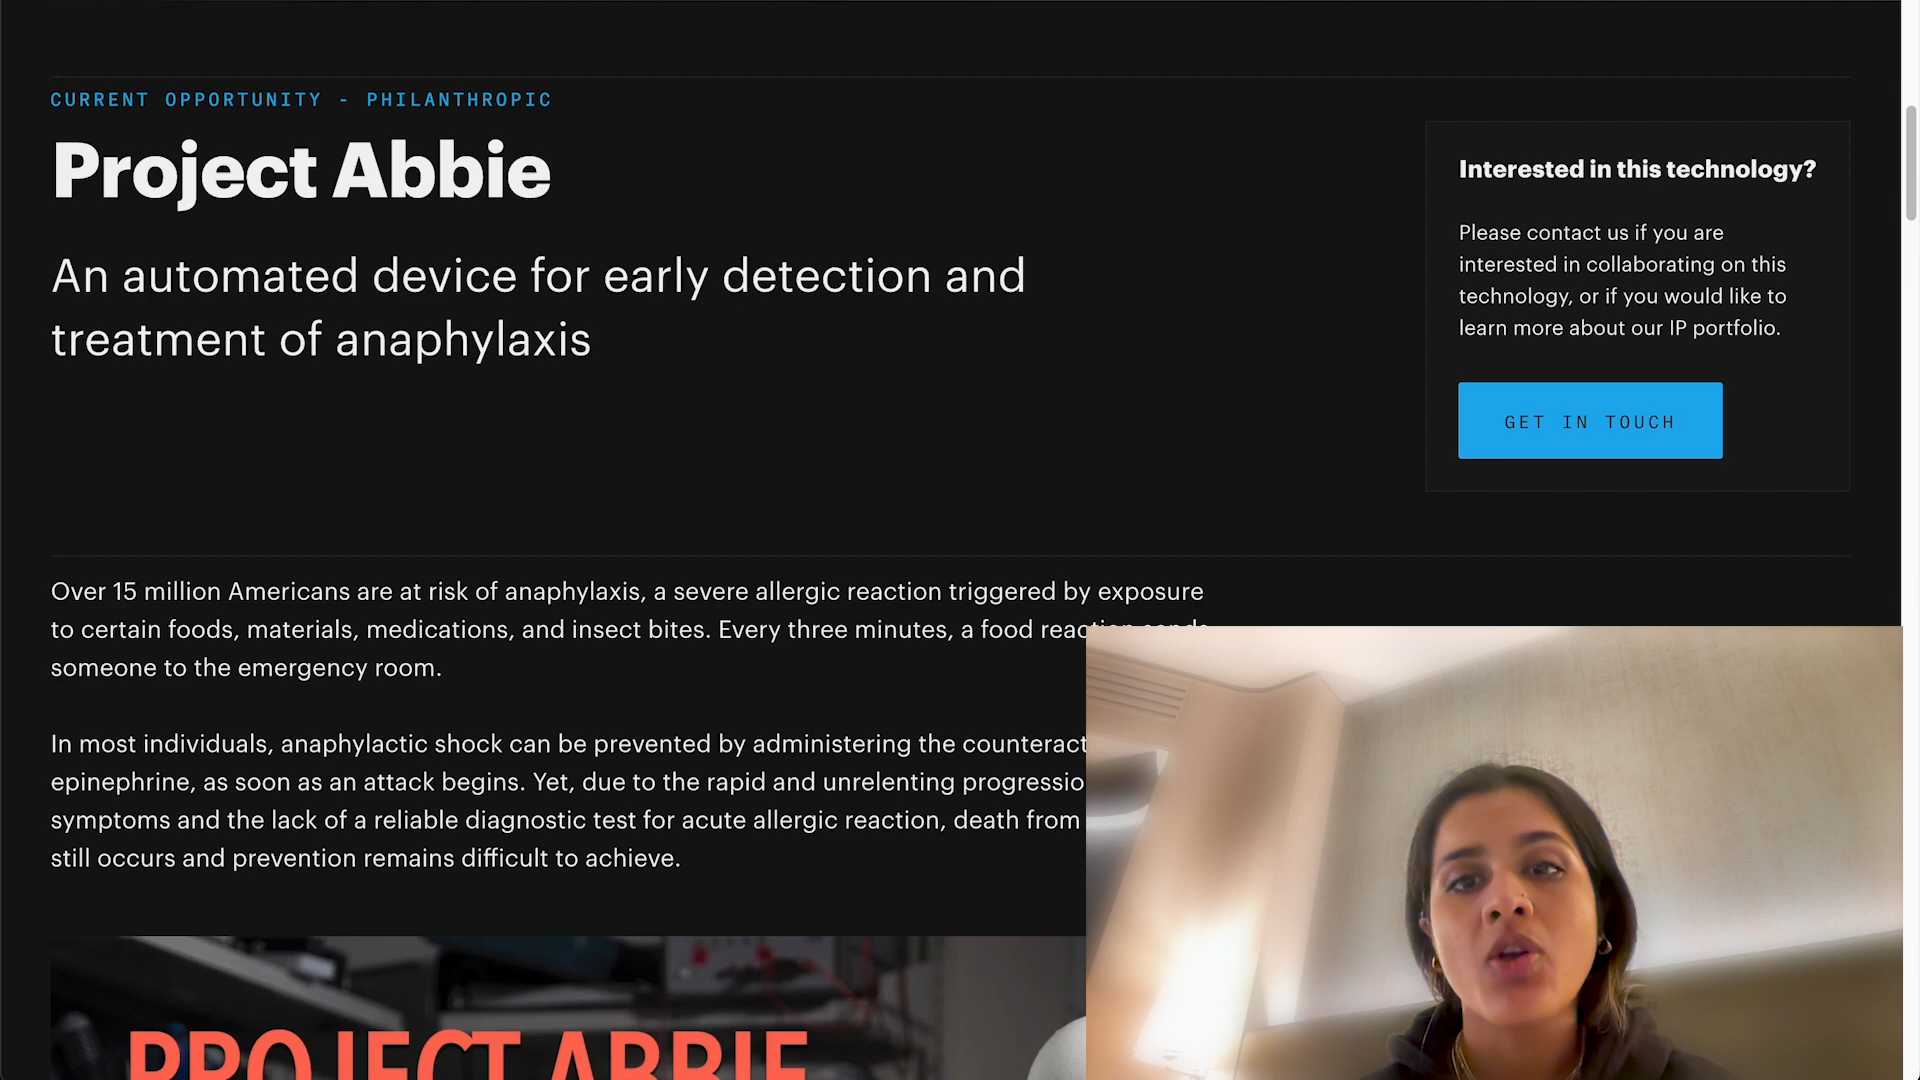 CURRENT OPPORTUNITY - PHILANTHROPIC
Project Abbie
An automated device for early detection and
treatment of anaphylaxis
Interested in this technology?
Please contact us if you are
interested in collaborating on this
technology, or if you would like to
learn more about our IP portfolio.
GET IN TOUCH
Over 15 million Americans are at risk of anaphylaxis, a severe allergic reaction triggered by exposure
to certain foods, materials, medications, and insect bites. Every three minutes, a food reaction sends
someone to the emergency room.
In most individuals, anaphylactic shock can be prevented by administering the counteract
epinephrine, as soon as an attack begins. Yet, due to the rapid and unrelenting progressio
symptoms and the lack of a reliable diagnostic test for acute allergic reaction, death from
still occurs and prevention remains difficult to achieve.
PROJECT ABBIE